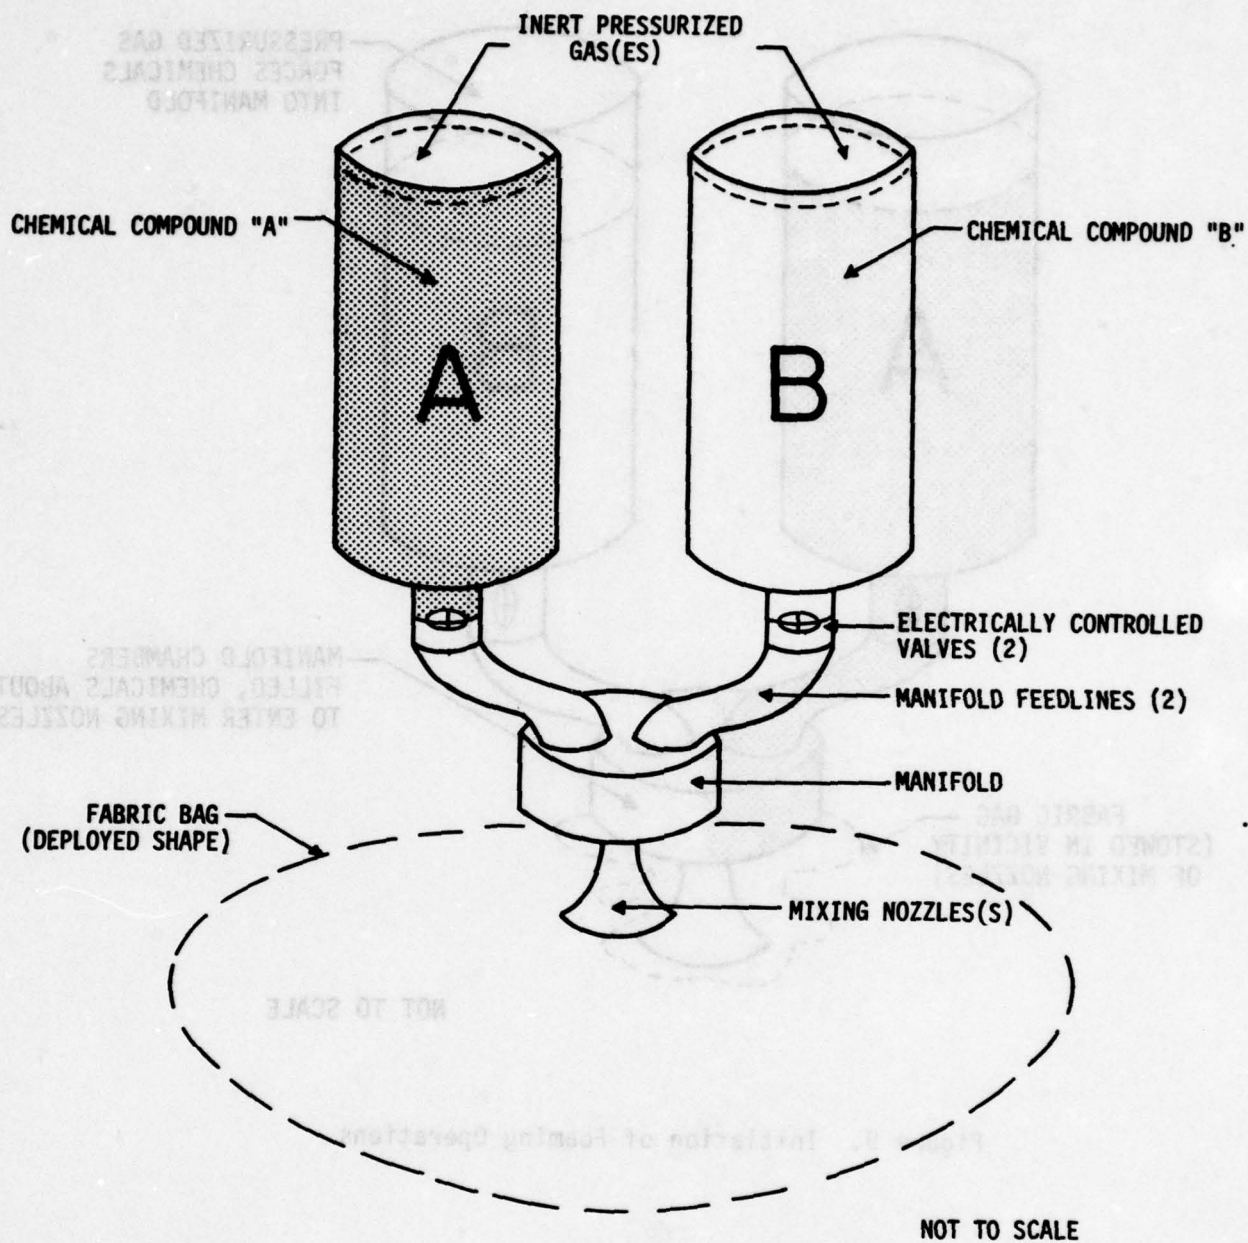 INERT PRESSURIZED
GAS(ES)
CHEMICAL COMPOUND "A"
CHEMICAL COMPOUND "B"
A
B
ELECTRICALLY CONTROLLED
VALVES (2)
MANIFOLD FEEDLINES (2)
MANIFOLD
FABRIC BAG
(DEPLOYED SHAPE)
MIXING NOZZLES(S)
NOT TO SCALE